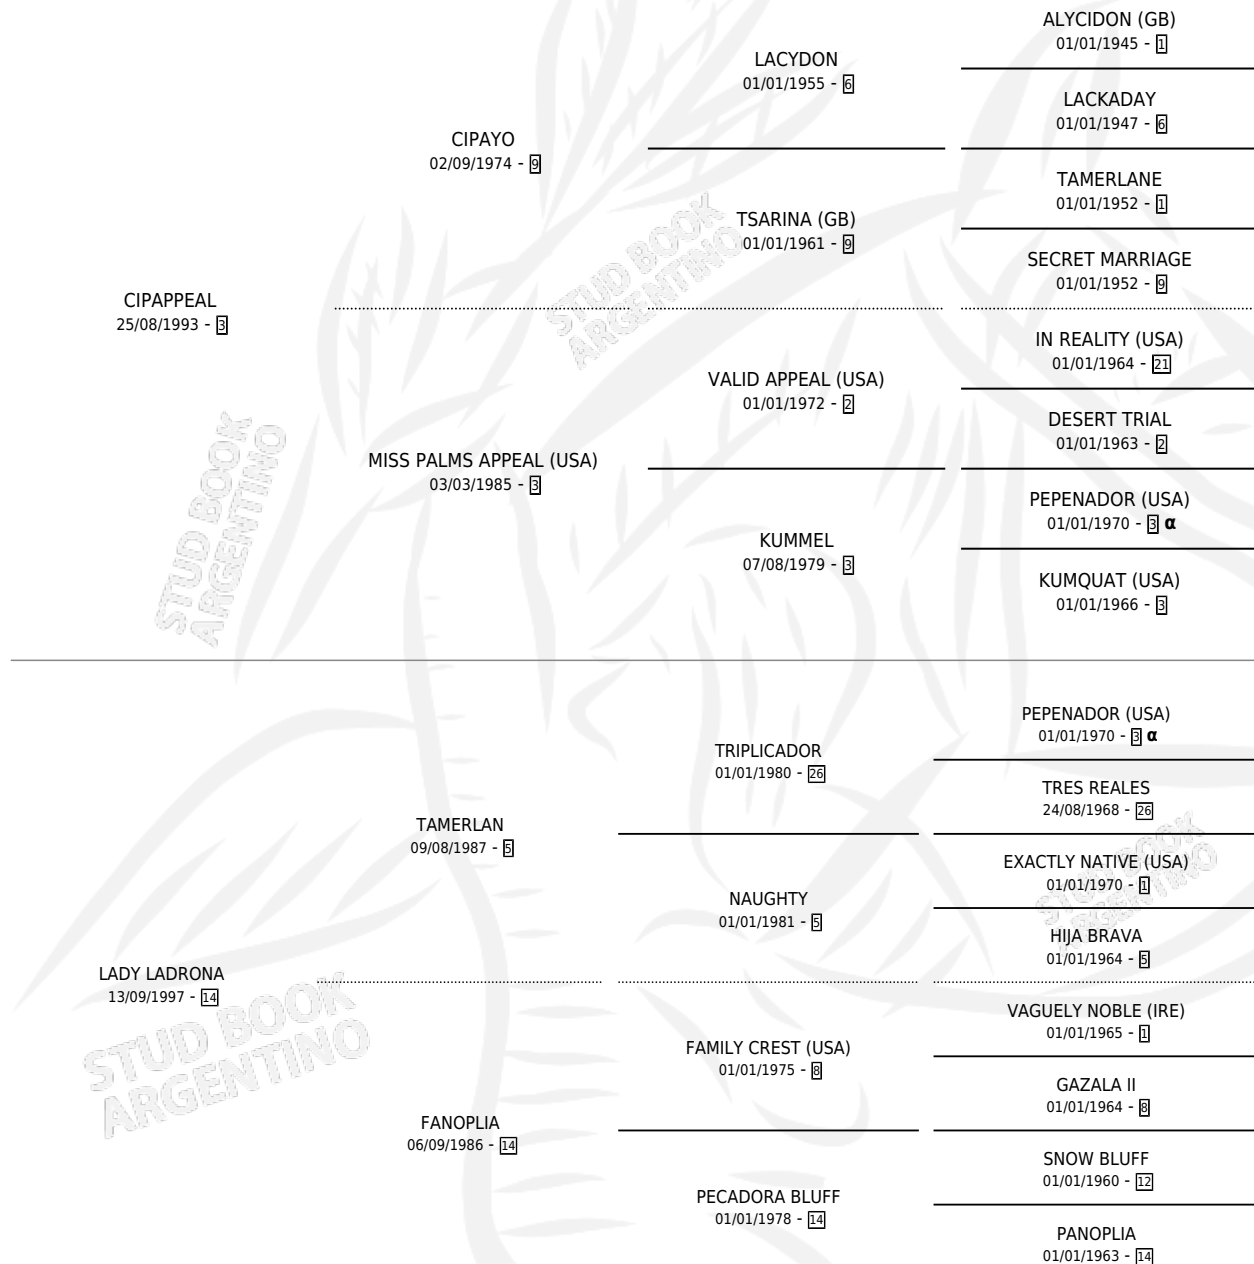 ALYCIDON (GB)
01/01/1945 - 1
LACYDON
01/01/1955 - 6
LACKADAY
01/01/1947 - 6
CIPAYO
02/09/1974 - 9
TAMERLANE
01/01/1952 - 1
TSARINA (GB)
01/01/1961 - 9
SECRET MARRIAGE
01/01/1952 - 9
CIPAPPEAL
25/08/1993 - 3
IN REALITY (USA)
01/01/1964 - 21
VALID APPEAL (USA)
01/01/1972 - 2
DESERT TRIAL
01/01/1963 - 2
MISS PALMS APPEAL (USA)
03/03/1985 - 3
PEPENADOR (USA)
01/01/1970 - 3 α
KUMMEL
07/08/1979 - 3
KUMQUAT (USA)
01/01/1966 - 3
STUD BOOK
ARGENTINO
STUD BOOK
ARGENTINO
PEPENADOR (USA)
01/01/1970 - 3 α
TRIPLICADOR
01/01/1980 - 26
TRES REALES
24/08/1968 - 26
TAMERLAN
09/08/1987 - 5
EXACTLY NATIVE (USA)
01/01/1970 - 1
NAUGHTY
01/01/1981 - 5
HIJA BRAVA
01/01/1964 - 5
LADY LADRONA
13/09/1997 - 14
VAGUELY NOBLE (IRE)
01/01/1965 - 1
FAMILY CREST (USA)
01/01/1975 - 8
GAZALA II
01/01/1964 - 8
FANOPLIA
06/09/1986 - 14
SNOW BLUFF
01/01/1960 - 12
PECADORA BLUFF
01/01/1978 - 14
PANOPLIA
01/01/1963 - 14
STUD BOOK
ARGENTINO
STUD BOOK
ARGENTINO